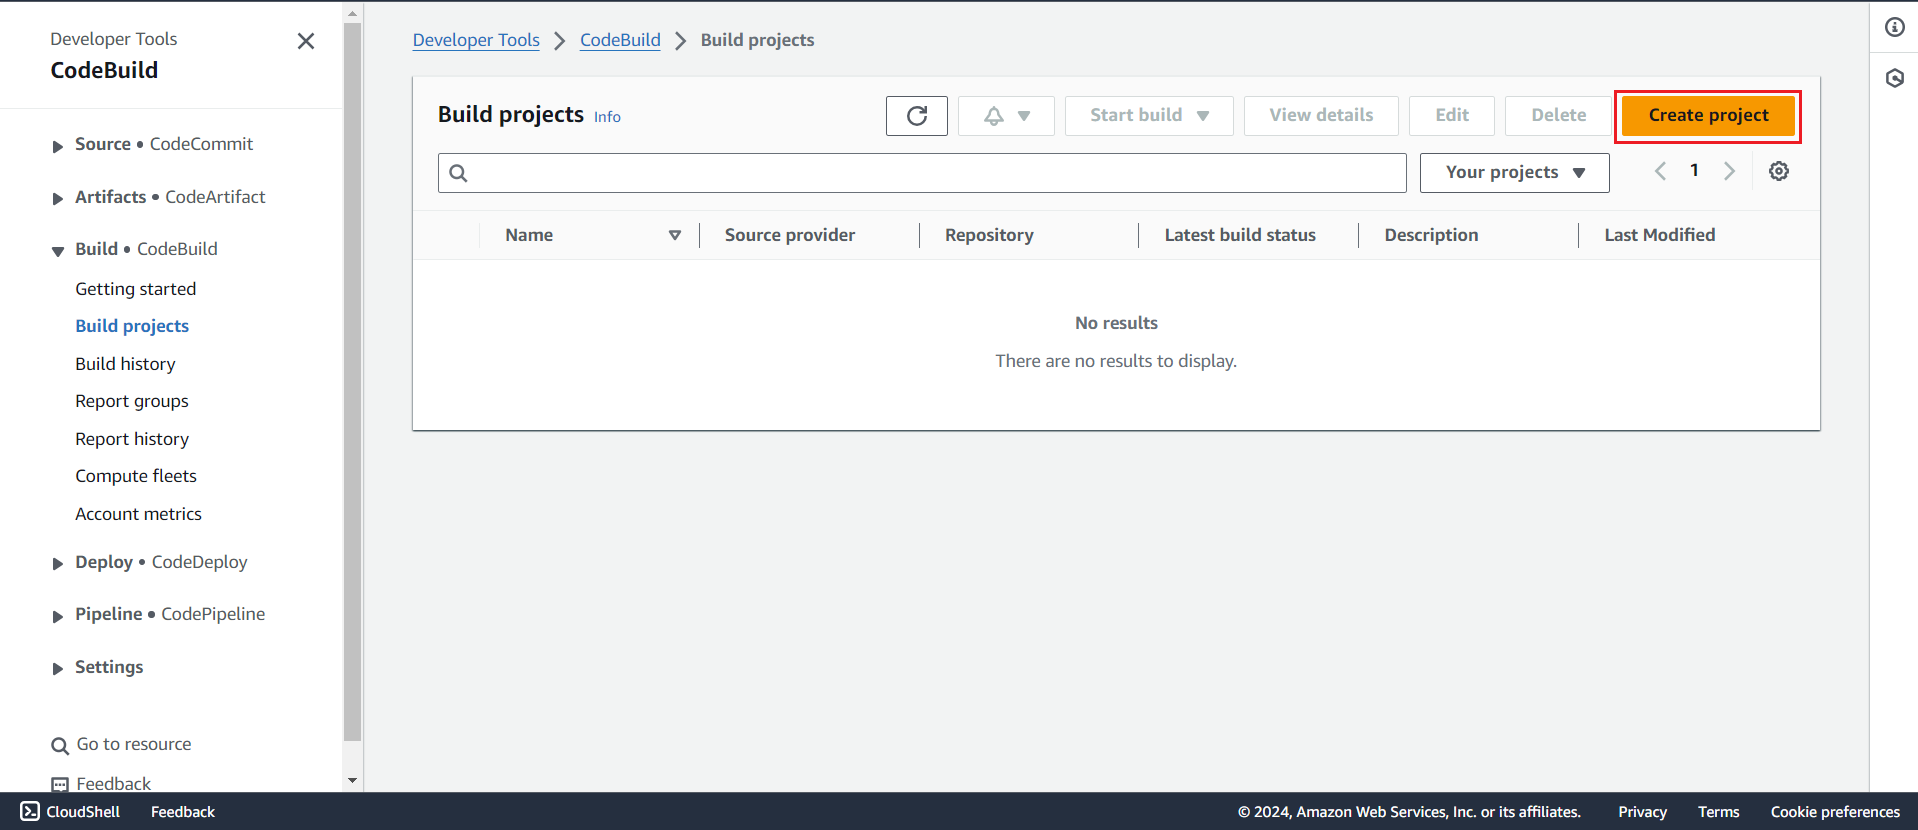 Developer Tools
CodeBuild
Source • CodeCommit
Artifacts • CodeArtifact
Build • CodeBuild
Getting started
Build projects
Build history
Report groups
Report history
Compute fleets
Account metrics
Deploy • CodeDeploy
Pipeline • CodePipeline
Settings
Go to resource
Feedback
Developer Tools > CodeBuild > Build projects
Build projects Info
Start build View details Edit Delete Create project
Your projects 1
Name Source provider Repository Latest build status Description Last Modified
No results
There are no results to display.
CloudShell Feedback © 2024, Amazon Web Services, Inc. or its affiliates. Privacy Terms Cookie preferences